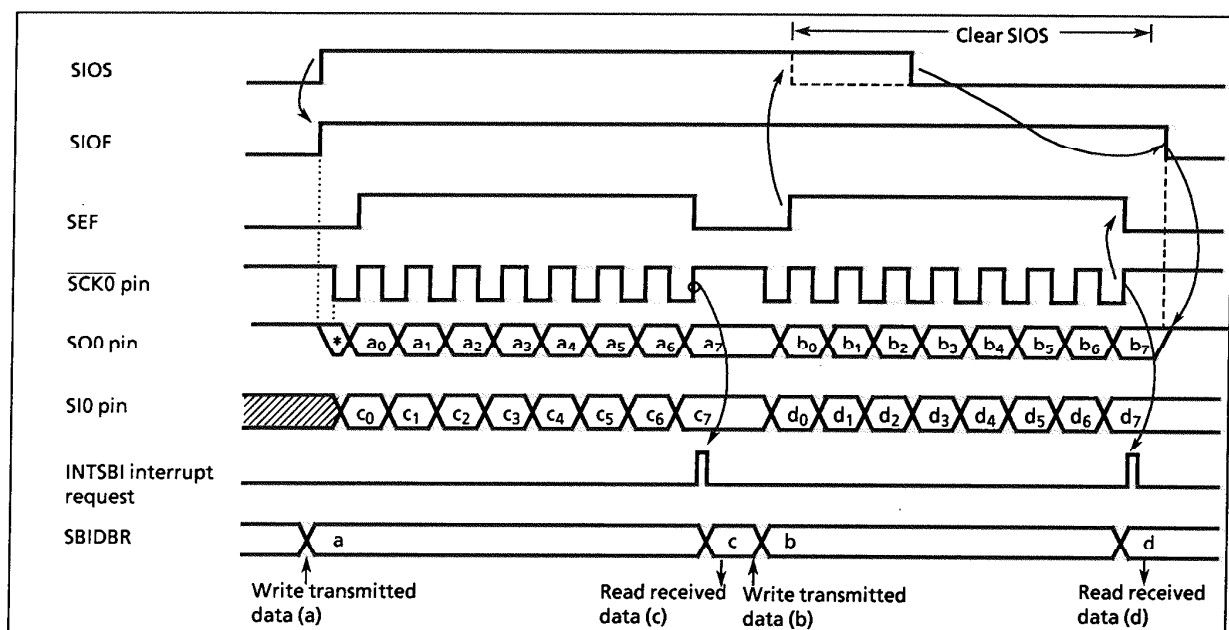 Clear SIOS
SIOS
SIOF
SEF
SCK0 pin
SO0 pin
* a0 a1 a2 a3 a4 a5 a6 a7 b0 b1 b2 b3 b4 b5 b6 b7
SI0 pin
c0 c1 c2 c3 c4 c5 c6 c7 d0 d1 d2 d3 d4 d5 d6 d7
INTSBI interrupt
request
SBIDBR
a c b d
Write transmitted
data (a)
Read received
data (c)
Write transmitted
data (b)
Read received
data (d)